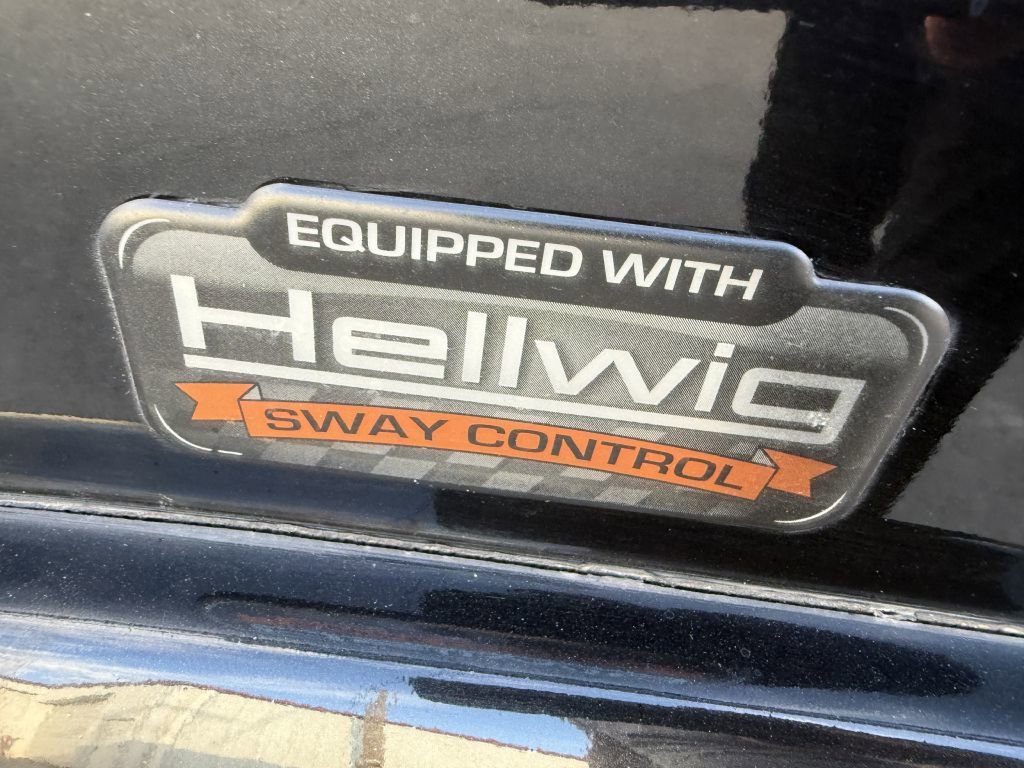 EQUIPPED WITH
Hellwig
SWAY CONTROL